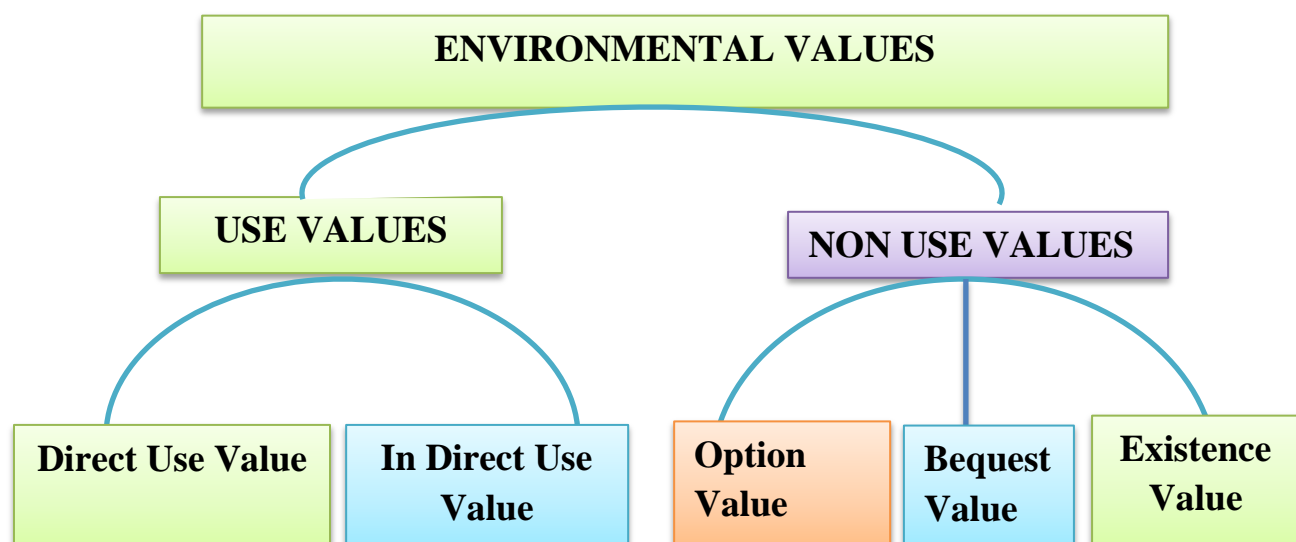 ENVIRONMENTAL VALUES
USE VALUES
NON USE VALUES
Direct Use Value
In Direct Use
Value
Option
Value
Bequest
Value
Existence
Value